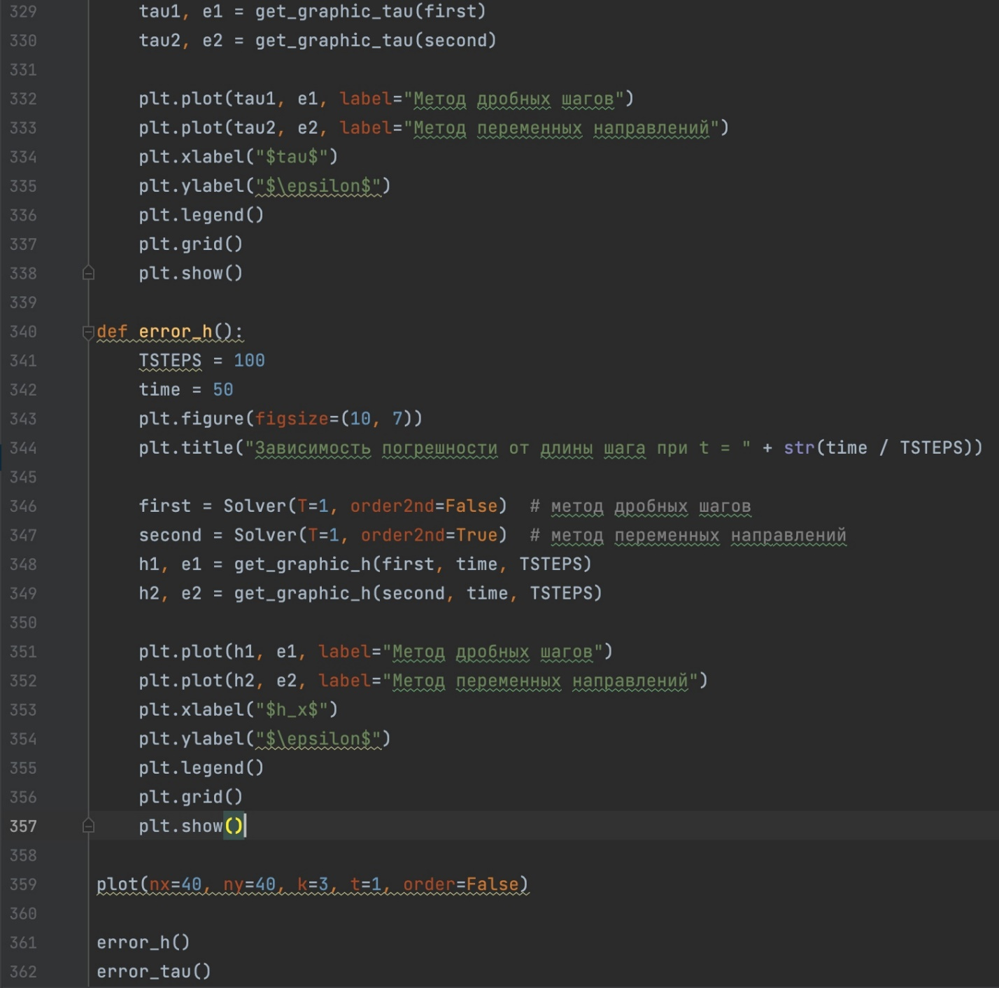 329 tau1, e1 = get_graphic_tau(first)
330 tau2, e2 = get_graphic_tau(second)
331
332 plt.plot(tau1, e1, label="Метод дробных шагов")
333 plt.plot(tau2, e2, label="Метод переменных направлений")
334 plt.xlabel("$tau$")
335 plt.ylabel("$\epsilon$")
336 plt.legend()
337 plt.grid()
338 plt.show()
339
340 def error_h():
341 TSTEPS = 100
342 time = 50
343 plt.figure(figsize=(10, 7))
344 plt.title("Зависимость погрешности от длины шага при t = " + str(time / TSTEPS))
345
346 first = Solver(T=1, order2nd=False)  # метод дробных шагов
347 second = Solver(T=1, order2nd=True)  # метод переменных направлений
348 h1, e1 = get_graphic_h(first, time, TSTEPS)
349 h2, e2 = get_graphic_h(second, time, TSTEPS)
350
351 plt.plot(h1, e1, label="Метод дробных шагов")
352 plt.plot(h2, e2, label="Метод переменных направлений")
353 plt.xlabel("$h_x$")
354 plt.ylabel("$\epsilon$")
355 plt.legend()
356 plt.grid()
357 plt.show()
358
359 plot(nx=40, ny=40, k=3, t=1, order=False)
360
361 error_h()
362 error_tau()